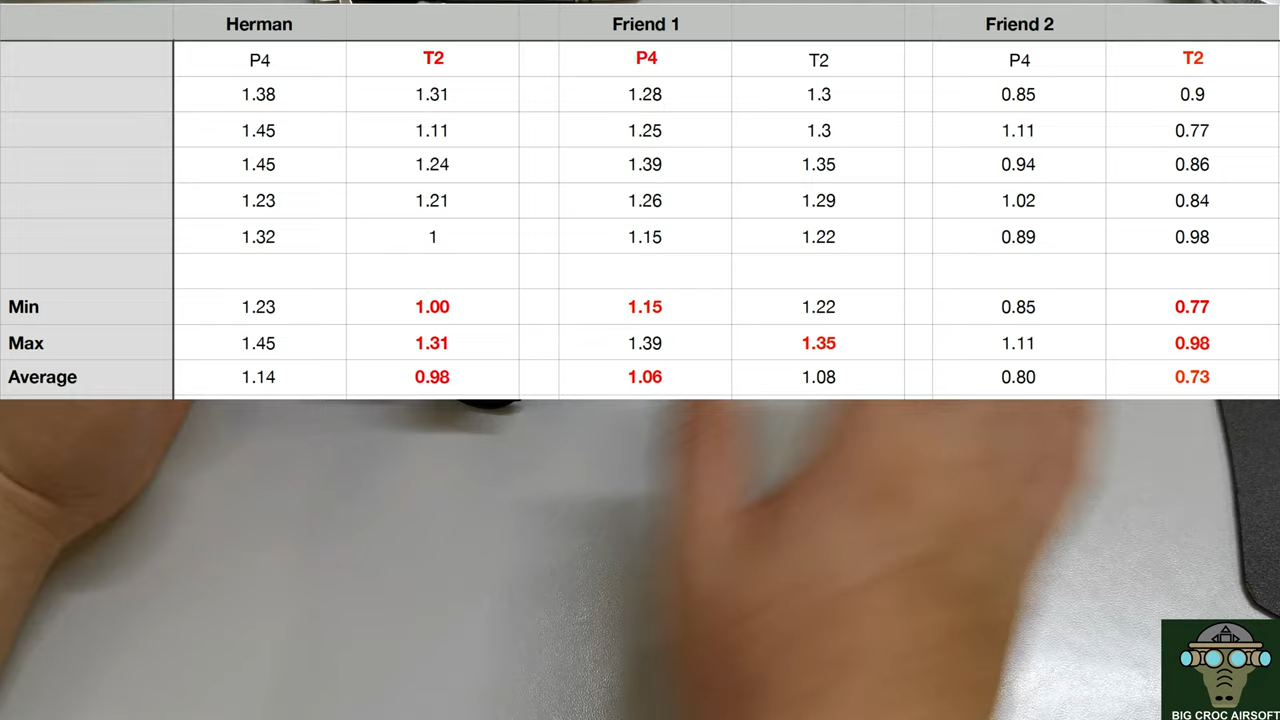 Herman Friend 1 Friend 2
P4 T2 P4 T2 P4 T2
1.38 1.31 1.28 1.3 0.85 0.9
1.45 1.11 1.25 1.3 1.11 0.77
1.45 1.24 1.39 1.35 0.94 0.86
1.23 1.21 1.26 1.29 1.02 0.84
1.32 1 1.15 1.22 0.89 0.98
Min 1.23 1.00 1.15 1.22 0.85 0.77
Max 1.45 1.31 1.39 1.35 1.11 0.98
Average 1.14 0.98 1.06 1.08 0.80 0.73
BIG CROC AIRSOFT